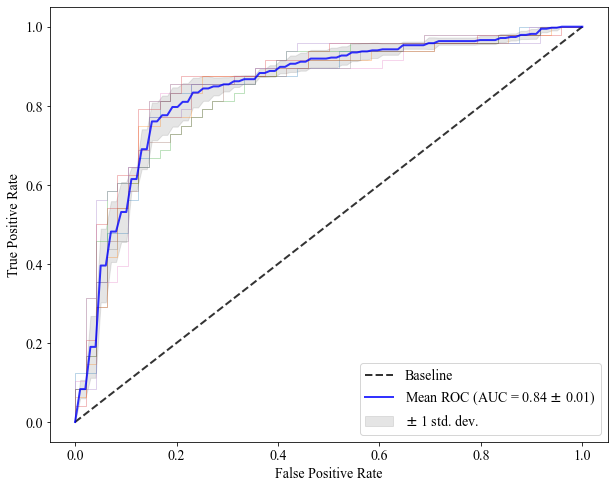 1.0
0.8
0.6
0.4
0.2
0.0
True Positive Rate
0.0 0.2 0.4 0.6 0.8 1.0
False Positive Rate
Baseline
Mean ROC (AUC = 0.84 ± 0.01)
± 1 std. dev.